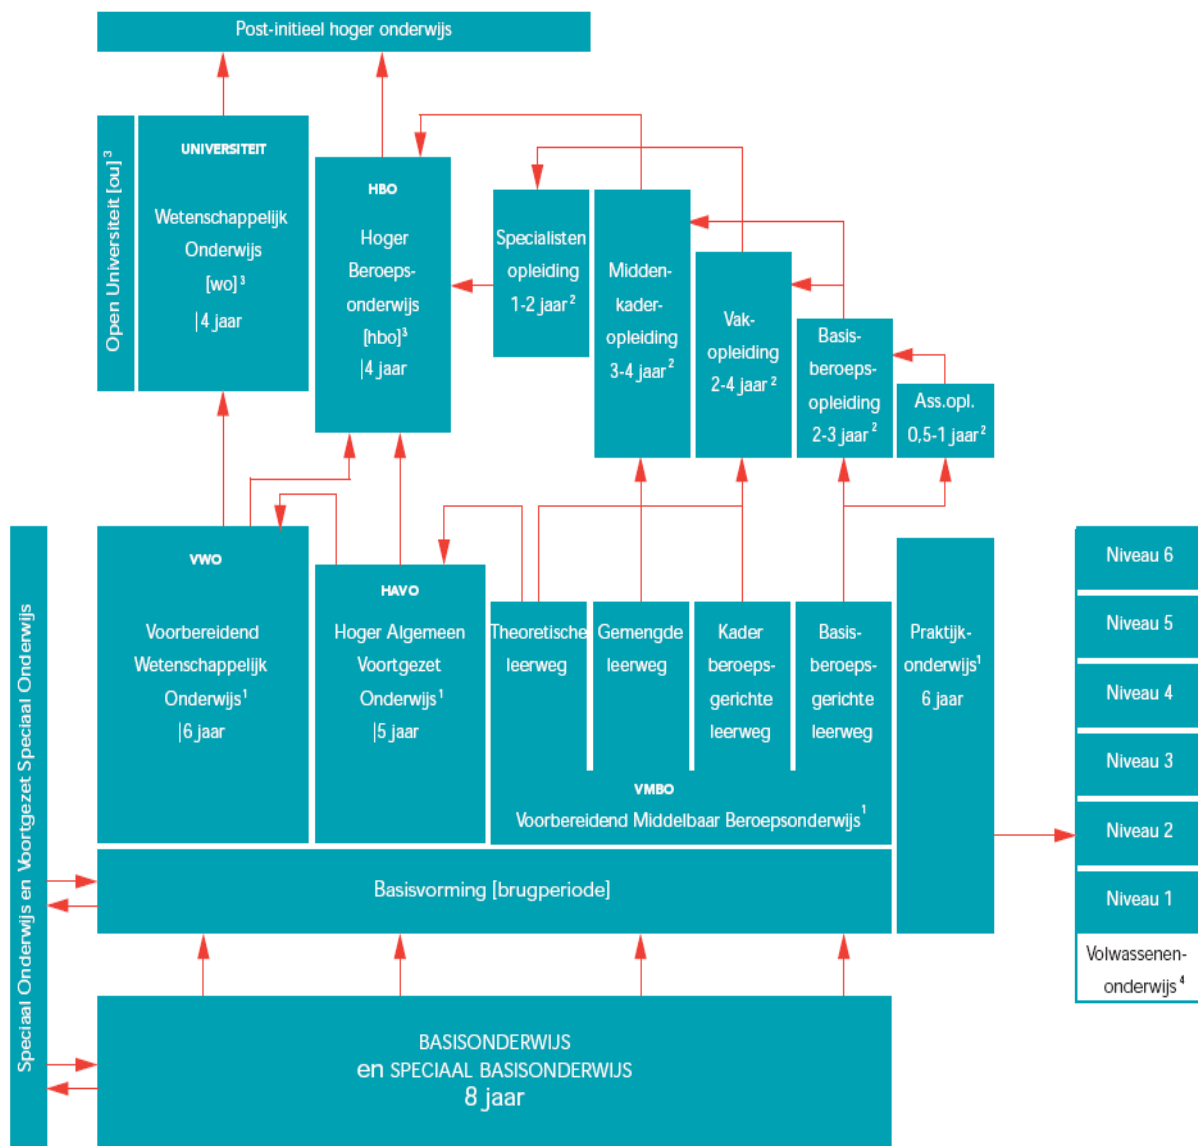 Post-initieel hoger onderwijs
Open Universiteit [ou]³
UNIVERSITEIT
Wetenschappelijk
Onderwijs
[wo]³
|4 jaar
HBO
Hoger
Beroeps-
onderwijs
[hbo]³
|4 jaar
Specialisten
opleiding
1-2 jaar²
Midden-
kader-
opleiding
3-4 jaar²
Vak-
opleiding
2-4 jaar²
Basis-
beroeps-
opleiding
2-3 jaar²
Ass.opl.
0,5-1 jaar²
Speciaal Onderwijs en Voortgezet Speciaal Onderwijs
VWO
Voorbereidend
Wetenschappelijk
Onderwijs¹
|6 jaar
HAVO
Hoger Algemeen
Voortgezet
Onderwijs¹
|5 jaar
Theoretische
leerweg
Gemengde
leerweg
Kader
beroeps-
gerichte
leerweg
Basis-
beroeps-
gerichte
leerweg
VMBO
Voorbereidend Middelbaar Beroepsonderwijs¹
Praktijk-
onderwijs¹
6 jaar
Niveau 6
Niveau 5
Niveau 4
Niveau 3
Niveau 2
Niveau 1
Volwassenen-
onderwijs⁴
Basisvorming [brugperiode]
BASISONDERWIJS
en SPECIAAL BASISONDERWIJS
8 jaar